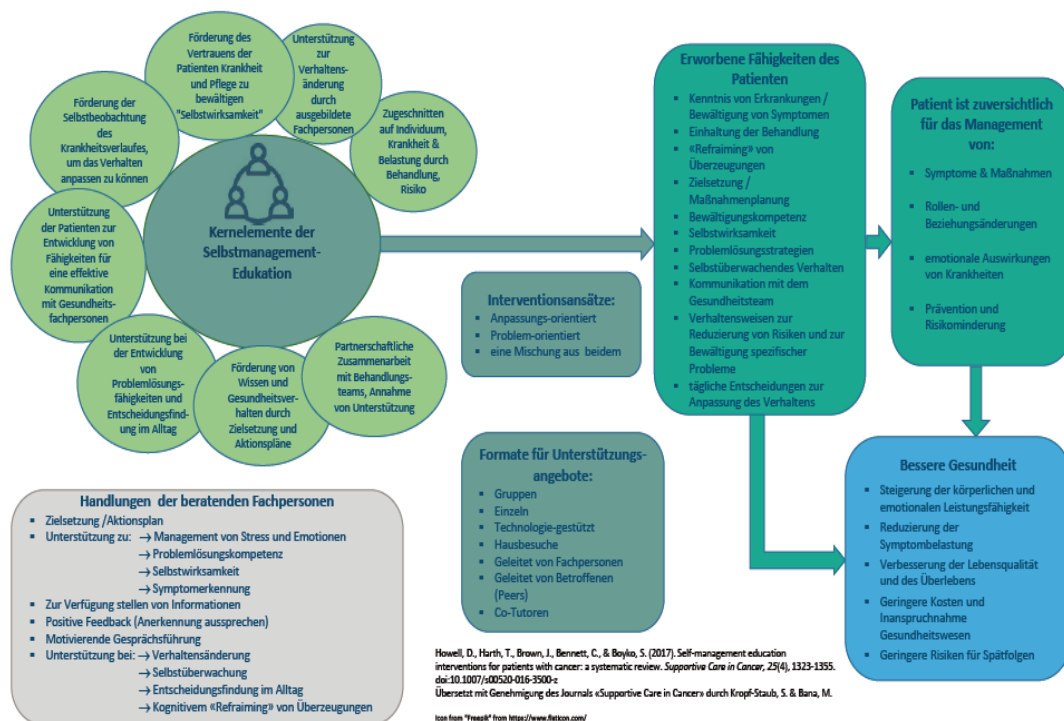 Förderung des
Vertrauens der
Patienten Krankheit
und Pflege zu
bewältigen
"Selbstwirksamkeit"
Unterstützung
zur
Verhaltens-
änderung
durch
ausgebildete
Fachpersonen
Zugeschnitten
auf Individuum,
Krankheit &
Belastung durch
Behandlung,
Risiko
Förderung der
Selbstbeobachtung
des
Krankheitsverlaufes,
um das Verhalten
anpassen zu können
Unterstützung
der Patienten zur
Entwicklung von
Fähigkeiten für
eine effektive
Kommunikation
mit Gesundheits-
fachpersonen
Unterstützung bei
der Entwicklung
von
Problemlösungs-
fähigkeiten und
Entscheidungsfind-
ung im Alltag
Förderung von
Wissen und
Gesundheitsver-
halten durch
Zielsetzung und
Aktionspläne
Partnerschaftliche
Zusammenarbeit
mit Behandlungs-
teams, Annahme
von Unterstützung
Kernelemente der
Selbstmanagement-
Edukation
Interventionsansätze:
▪ Anpassungs-orientiert
▪ Problem-orientiert
▪ eine Mischung aus beidem
Formate für Unterstützungs-
angebote:
▪ Gruppen
▪ Einzeln
▪ Technologie-gestützt
▪ Hausbesuche
▪ Geleitet von Fachpersonen
▪ Geleitet von Betroffenen
(Peers)
▪ Co-Tutoren
Erworbene Fähigkeiten des
Patienten
▪ Kenntnis von Erkrankungen /
Bewältigung von Symptomen
▪ Einhaltung der Behandlung
▪ «Refraiming» von
Überzeugungen
▪ Zielsetzung /
Maßnahmenplanung
▪ Bewältigungskompetenz
▪ Selbstwirksamkeit
▪ Problemlösungsstrategien
▪ Selbstüberwachendes Verhalten
▪ Kommunikation mit dem
Gesundheitsteam
▪ Verhaltensweisen zur
Reduzierung von Risiken und zur
Bewältigung spezifischer
Probleme
▪ tägliche Entscheidungen zur
Anpassung des Verhaltens
Patient ist zuversichtlich
für das Management
von:
▪ Symptome & Maßnahmen
▪ Rollen- und
Beziehungsänderungen
▪ emotionale Auswirkungen
von Krankheiten
▪ Prävention und
Risikominderung
Bessere Gesundheit
▪ Steigerung der körperlichen und
emotionalen Leistungsfähigkeit
▪ Reduzierung der
Symptombelastung
▪ Verbesserung der Lebensqualität
und des Überlebens
▪ Geringere Kosten und
Inanspruchnahme
Gesundheitswesen
▪ Geringere Risiken für Spätfolgen
Handlungen der beratenden Fachpersonen
▪ Zielsetzung /Aktionsplan
▪ Unterstützung zu: → Management von Stress und Emotionen
→ Problemlösungskompetenz
→ Selbstwirksamkeit
→ Symptomerkennung
▪ Zur Verfügung stellen von Informationen
▪ Positive Feedback (Anerkennung aussprechen)
▪ Motivierende Gesprächsführung
▪ Unterstützung bei: → Verhaltensänderung
→ Selbstüberwachung
→ Entscheidungsfindung im Alltag
→ Kognitivem «Refraiming» von Überzeugungen
Howell, D., Harth, T., Brown, J., Bennett, C., & Boyko, S. (2017). Self-management education
interventions for patients with cancer: a systematic review. Supportive Care in Cancer, 25(4), 1323-1355.
doi:10.1007/s00520-016-3500-z
Übersetzt mit Genehmigung des Journals «Supportive Care in Cancer» durch Kropf-Staub, S. & Bana, M.
Icon from "Freepik" from https://www.flaticon.com/